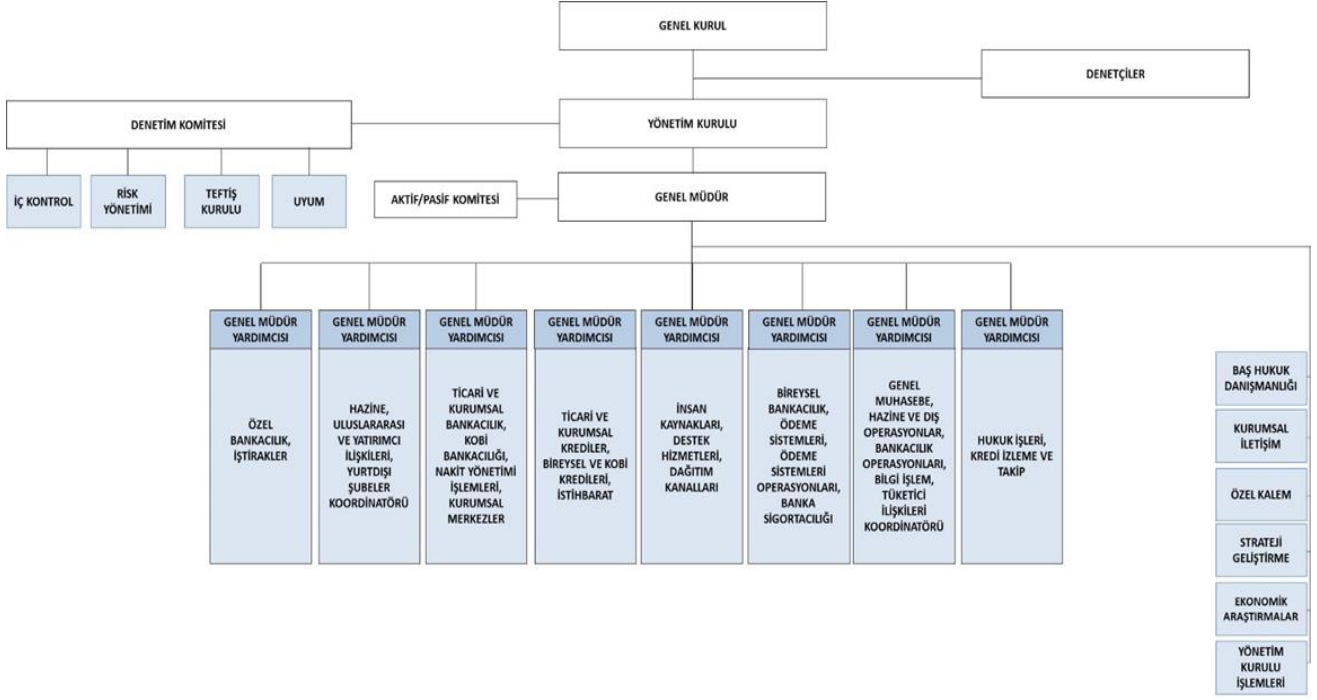 GENEL KURUL
DENETÇİLER
DENETİM KOMİTESİ
YÖNETİM KURULU
İÇ KONTROL
RİSK
YÖNETİMİ
TEFTİŞ
KURULU
UYUM
AKTİF/PASİF KOMİTESİ
GENEL MÜDÜR
GENEL MÜDÜR
YARDIMCISI
ÖZEL
BANKACILIK,
İŞTİRAKLER
GENEL MÜDÜR
YARDIMCISI
HAZİNE,
ULUSLARARASI
VE YATIRIMCI
İLİŞKİLERİ,
YURTDIŞI
ŞUBELER
KOORDİNATÖRÜ
GENEL MÜDÜR
YARDIMCISI
TİCARİ VE
KURUMSAL
BANKACILIK,
KOBİ
BANKACILIĞI,
NAKİT YÖNETİMİ
İŞLEMLERİ,
KURUMSAL
MERKEZLER
GENEL MÜDÜR
YARDIMCISI
TİCARİ VE
KURUMSAL
KREDİLER,
BİREYSEL VE KOBİ
KREDİLERİ,
İSTİHBARAT
GENEL MÜDÜR
YARDIMCISI
İNSAN
KAYNAKLARI,
DESTEK
HİZMETLERİ,
DAĞITIM
KANALLARI
GENEL MÜDÜR
YARDIMCISI
BİREYSEL
BANKACILIK,
ÖDEME
SİSTEMLERİ,
ÖDEME
SİSTEMLERİ
OPERASYONLARI,
BANKA
SİGORTACILIĞI
GENEL MÜDÜR
YARDIMCISI
GENEL
MUHASEBE,
HAZİNE VE DIŞ
OPERASYONLAR,
BANKACILIK
OPERASYONLARI,
BİLGİ İŞLEM,
TÜKETİCİ
İLİŞKİLERİ
KOORDİNATÖRÜ
GENEL MÜDÜR
YARDIMCISI
HUKUK İŞLERİ,
KREDİ İZLEME VE
TAKİP
BAŞ HUKUK
DANIŞMANLIĞI
KURUMSAL
İLETİŞİM
ÖZEL KALEM
STRATEJİ
GELİŞTİRME
EKONOMİK
ARAŞTIRMALAR
YÖNETİM
KURULU
İŞLEMLERİ